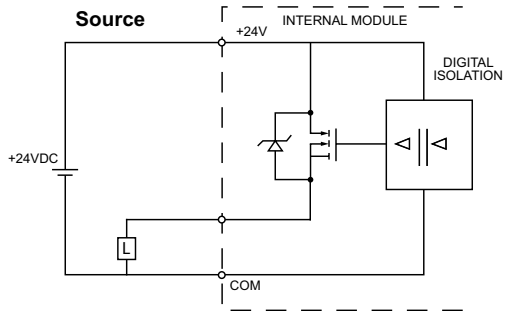 Source
INTERNAL MODULE
+24V
DIGITAL
ISOLATION
+24VDC
L
COM